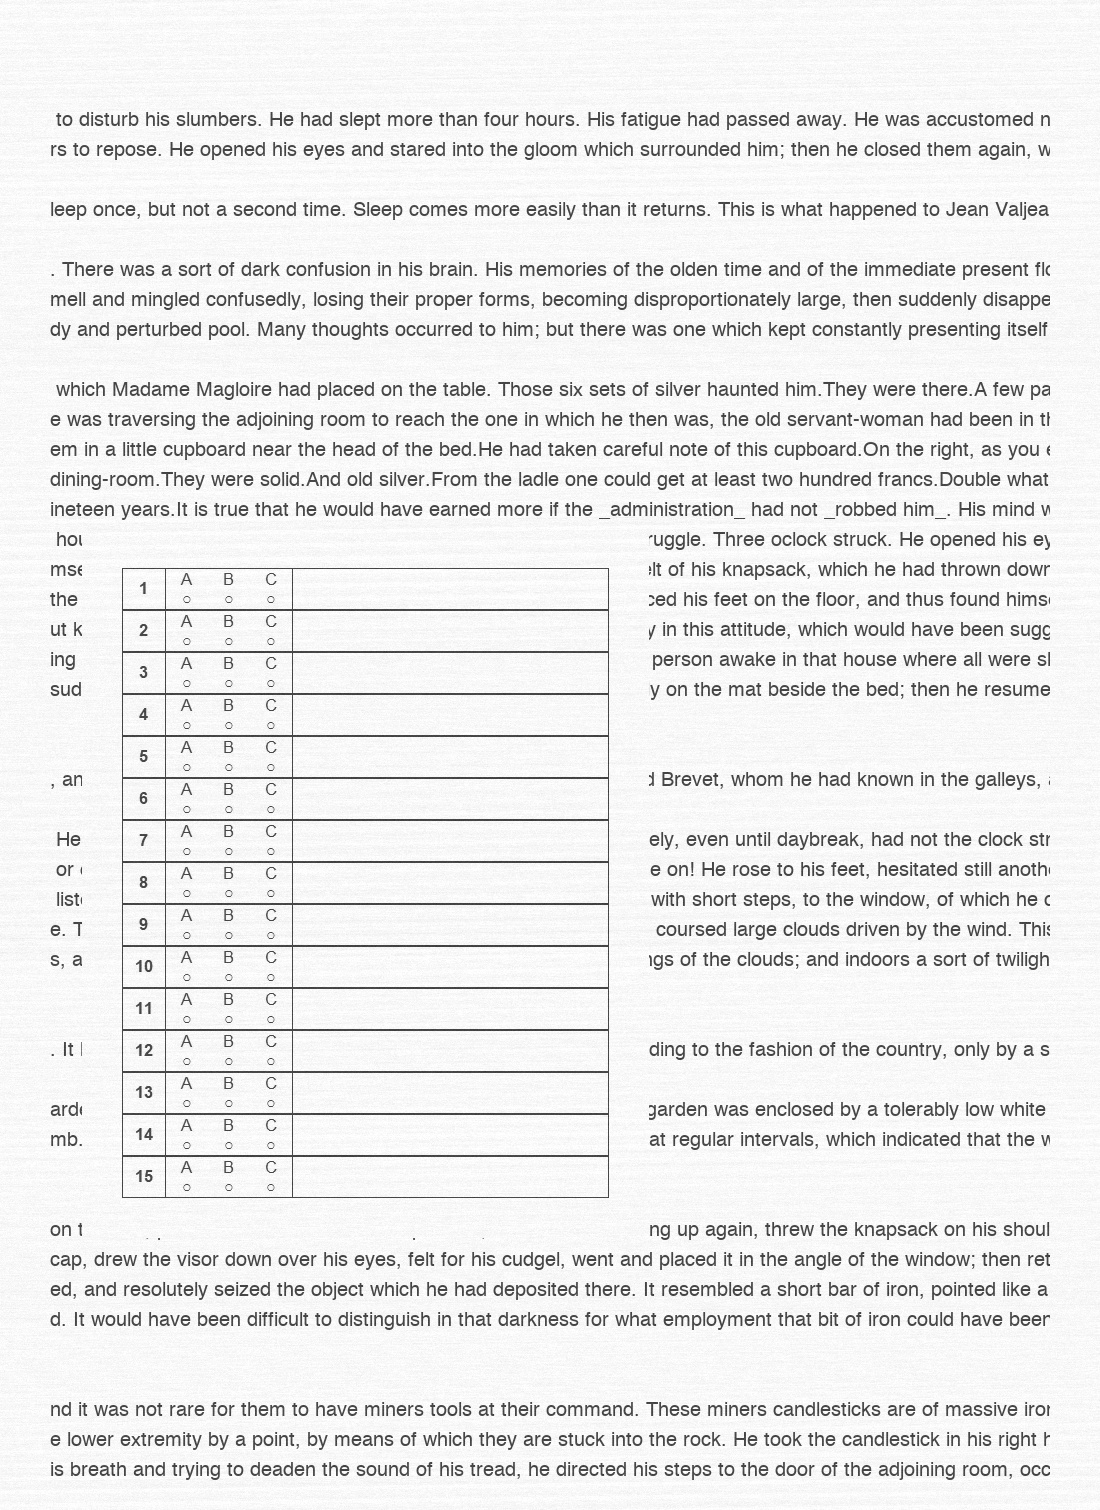 to disturb his slumbers. He had slept more than four hours. His fatigue had passed away. He was accustomed
rs to repose. He opened his eyes and stared into the gloom which surrounded him; then he closed them again,
leep once, but not a second time. Sleep comes more easily than it returns. This is what happened to Jean Valjea
. There was a sort of dark confusion in his brain. His memories of the olden time and of the immediate present
mell and mingled confusedly, losing their proper forms, becoming disproportionately large, then suddenly disappe
dy and perturbed pool. Many thoughts occurred to him; but there was one which kept constantly presenting itself
which Madame Magloire had placed on the table. Those six sets of silver haunted him.They were there.A few pa
e was traversing the adjoining room to reach the one in which he then was, the old servant-woman had been in
em in a little cupboard near the head of the bed.He had taken careful note of this cupboard.On the right, as you
dining-room.They were solid.And old silver.From the ladle one could get at least two hundred francs.Double what
ineteen years.It is true that he would have earned more if the _administration_ had not _robbed him_. His mind
hou ruggle. Three oclock struck. He opened his ey
mse elt of his knapsack, which he had thrown down
the ced his feet on the floor, and thus found himse
ut k y in this attitude, which would have been sugg
ing person awake in that house where all were sl
sud y on the mat beside the bed; then he resume
, an d Brevet, whom he had known in the galleys,
He ely, even until daybreak, had not the clock str
or e on! He rose to his feet, hesitated still anoth
liste with short steps, to the window, of which he
e. T coursed large clouds driven by the wind. This
s, a ngs of the clouds; and indoors a sort of twiligh
. It ding to the fashion of the country, only by a s
arde garden was enclosed by a tolerably low white
mb. at regular intervals, which indicated that the
1 A B C
2 A B C
3 A B C
4 A B C
5 A B C
6 A B C
7 A B C
8 A B C
9 A B C
10 A B C
11 A B C
12 A B C
13 A B C
14 A B C
15 A B C
on ng up again, threw the knapsack on his shoul
cap, drew the visor down over his eyes, felt for his cudgel, went and placed it in the angle of the window; then ret
ed, and resolutely seized the object which he had deposited there. It resembled a short bar of iron, pointed like a
d. It would have been difficult to distinguish in that darkness for what employment that bit of iron could have been
nd it was not rare for them to have miners tools at their command. These miners candlesticks are of massive iron
e lower extremity by a point, by means of which they are stuck into the rock. He took the candlestick in his right
is breath and trying to deaden the sound of his tread, he directed his steps to the door of the adjoining room, occ